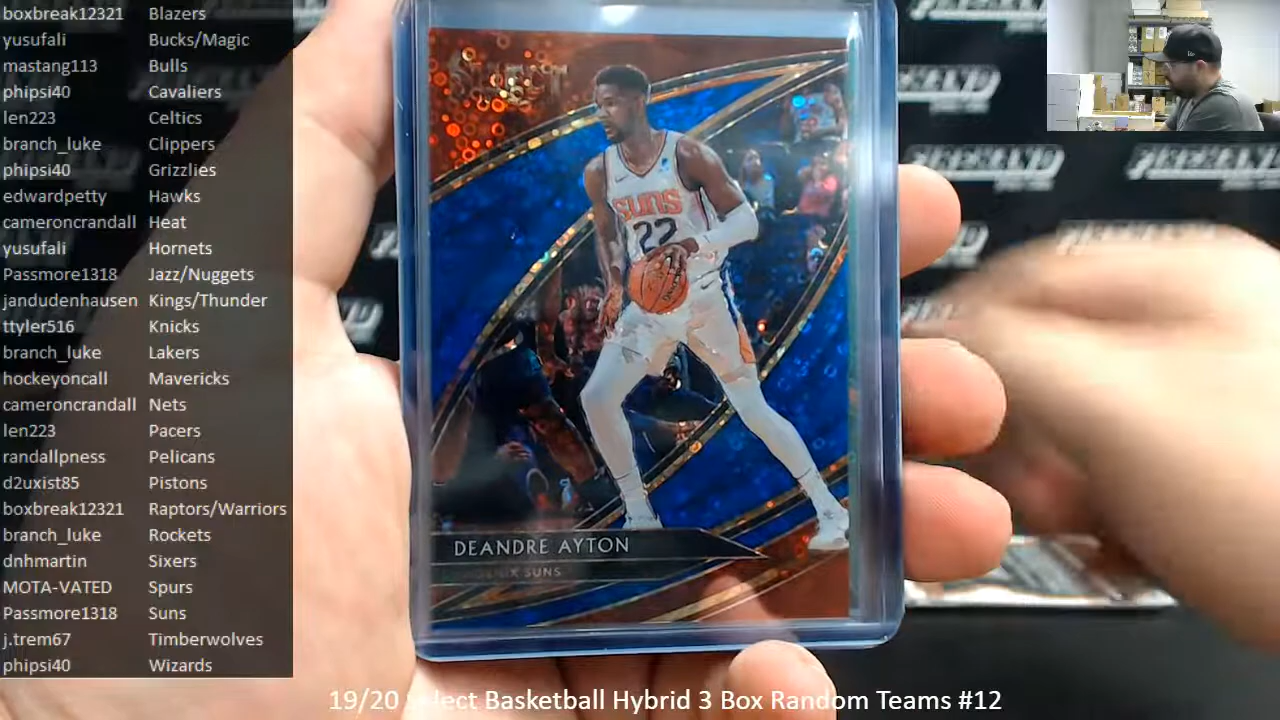 boxbreak12321 Blazers
yusufali Bucks/Magic
mastang113 Bulls
phipsi40 Cavaliers
len223 Celtics
branch_luke Clippers
phipsi40 Grizzlies
edwardpetty Hawks
cameroncrandall Heat
yusufali Hornets
Passmore1318 Jazz/Nuggets
jandudenhausen Kings/Thunder
ttyler516 Knicks
branch_luke Lakers
hockeyoncall Mavericks
cameroncrandall Nets
len223 Pacers
randallpness Pelicans
d2uxist85 Pistons
boxbreak12321 Raptors/Warriors
branch_luke Rockets
dnhmartin Sixers
MOTA-VATED Spurs
Passmore1318 Suns
j.trem67 Timberwolves
phipsi40 Wizards
SELECT
SUNS
22
DEANDRE AYTON
PHOENIX SUNS
19/20 Select Basketball Hybrid 3 Box Random Teams #12